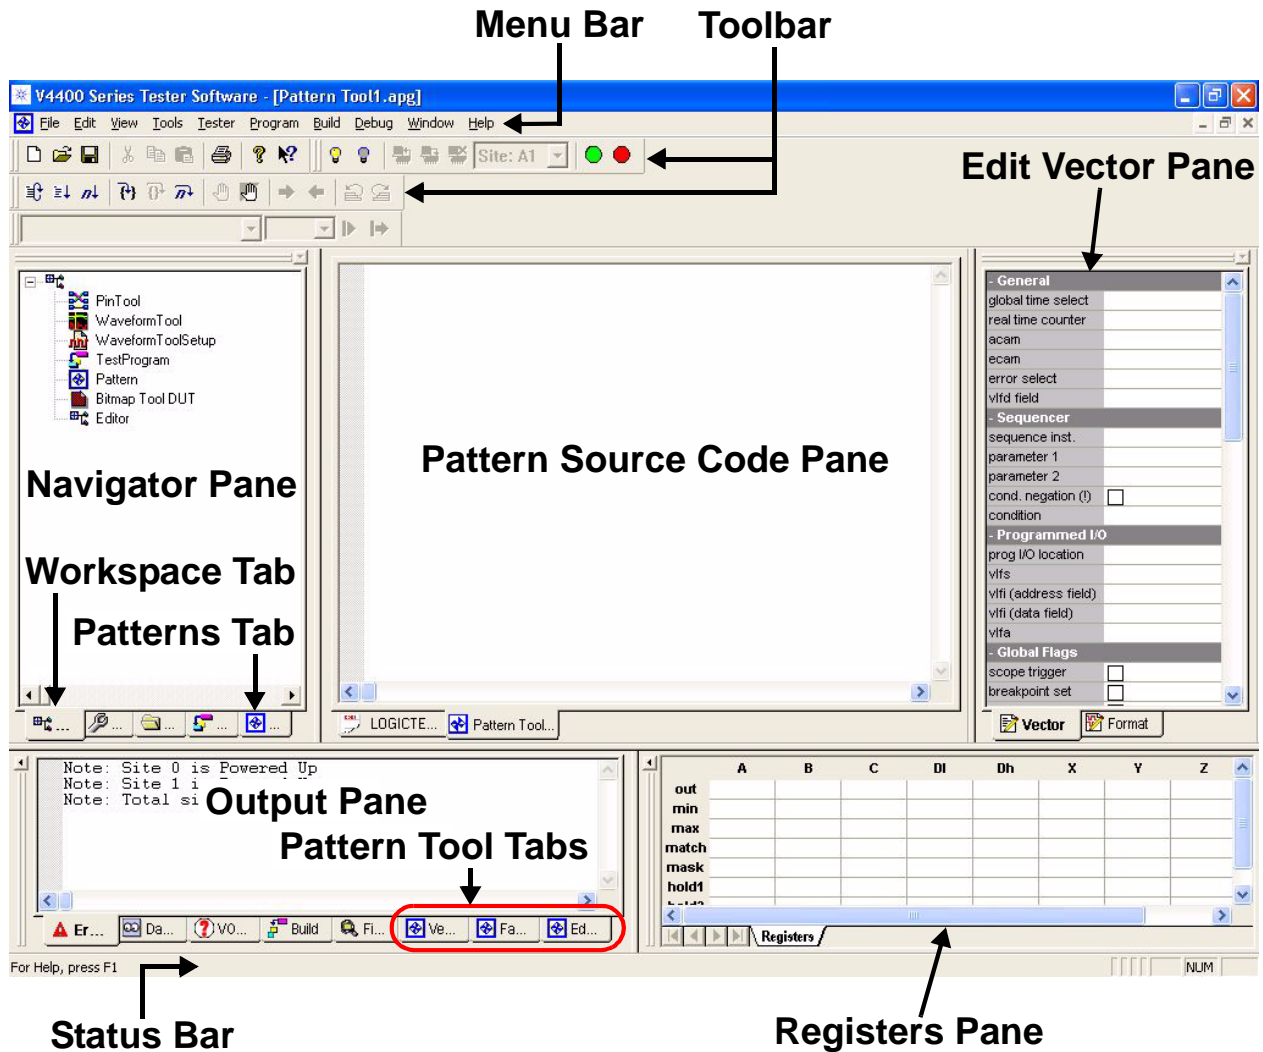 Menu Bar Toolbar
V4400 Series Tester Software - [Pattern Tool1.apg]
File Edit View Tools Tester Program Build Debug Window Help
Site: A1
Edit Vector Pane
PinTool
WaveformTool
WaveformToolSetup
TestProgram
Pattern
Bitmap Tool DUT
Editor
Navigator Pane
Workspace Tab
Patterns Tab
... ... ... ... ...
Pattern Source Code Pane
LOGICTE... Pattern Tool...
- General
global time select
real time counter
acam
ecam
error select
vlfd field
- Sequencer
sequence inst.
parameter 1
parameter 2
cond. negation (!)
condition
- Programmed I/O
prog I/O location
vlfs
vlfi (address field)
vlfi (data field)
vlfa
- Global Flags
scope trigger
breakpoint set
Vector Format
Note: Site 0 is Powered Up
Note: Site 1 i
Note: Total si
Output Pane
Pattern Tool Tabs
Er... Da... VO... Build Fi... Ve... Fa... Ed...
A B C Dl Dh X Y Z
out
min
max
match
mask
hold1
Registers
For Help, press F1
NUM
Status Bar
Registers Pane